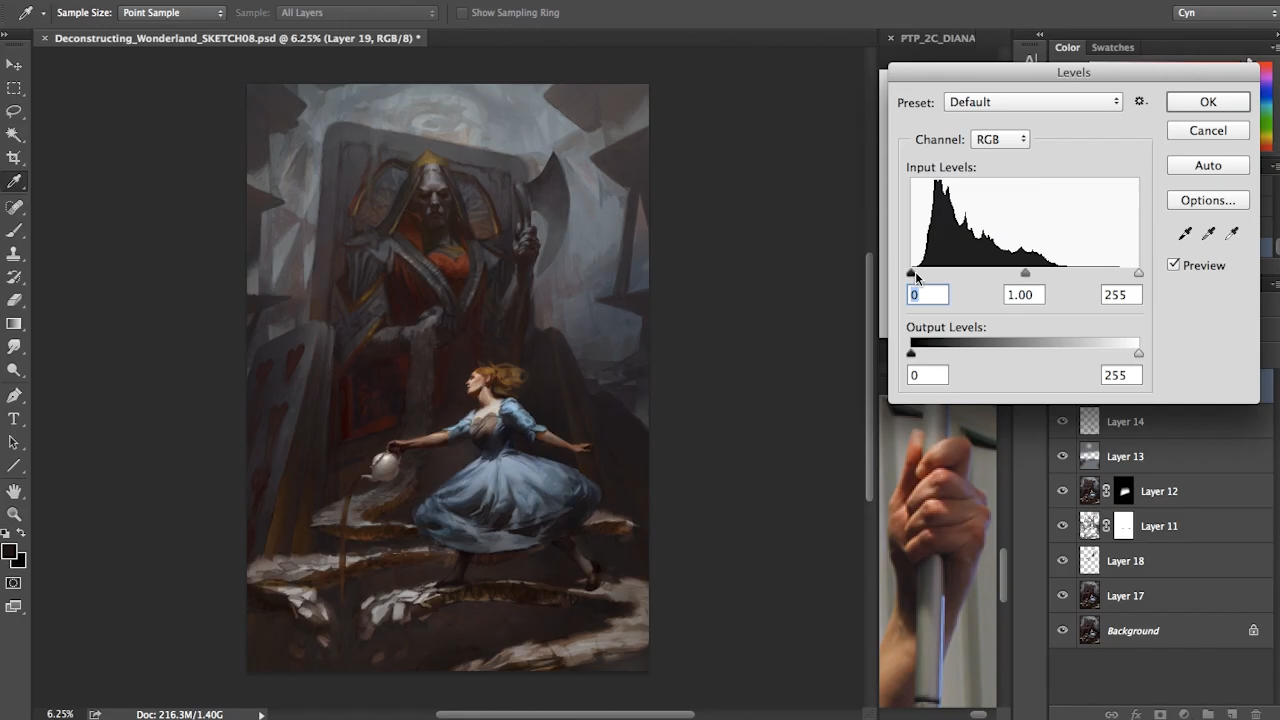 Sample Size: Point Sample Sample: All Layers Show Sampling Ring Cyn
× Deconstructing_Wonderland_SKETCH08.psd @ 6.25% (Layer 19, RGB/8) * × PTP_2C_DIANA Color Swatches
Levels
Preset: Default OK
Cancel
Channel: RGB
Auto
Input Levels:
Options...
Preview
0 1.00 255
Output Levels:
0 255
Layer 14
Layer 13
Layer 12
Layer 11
Layer 18
Layer 17
Background
6.25% Doc: 216.3M/1.40G